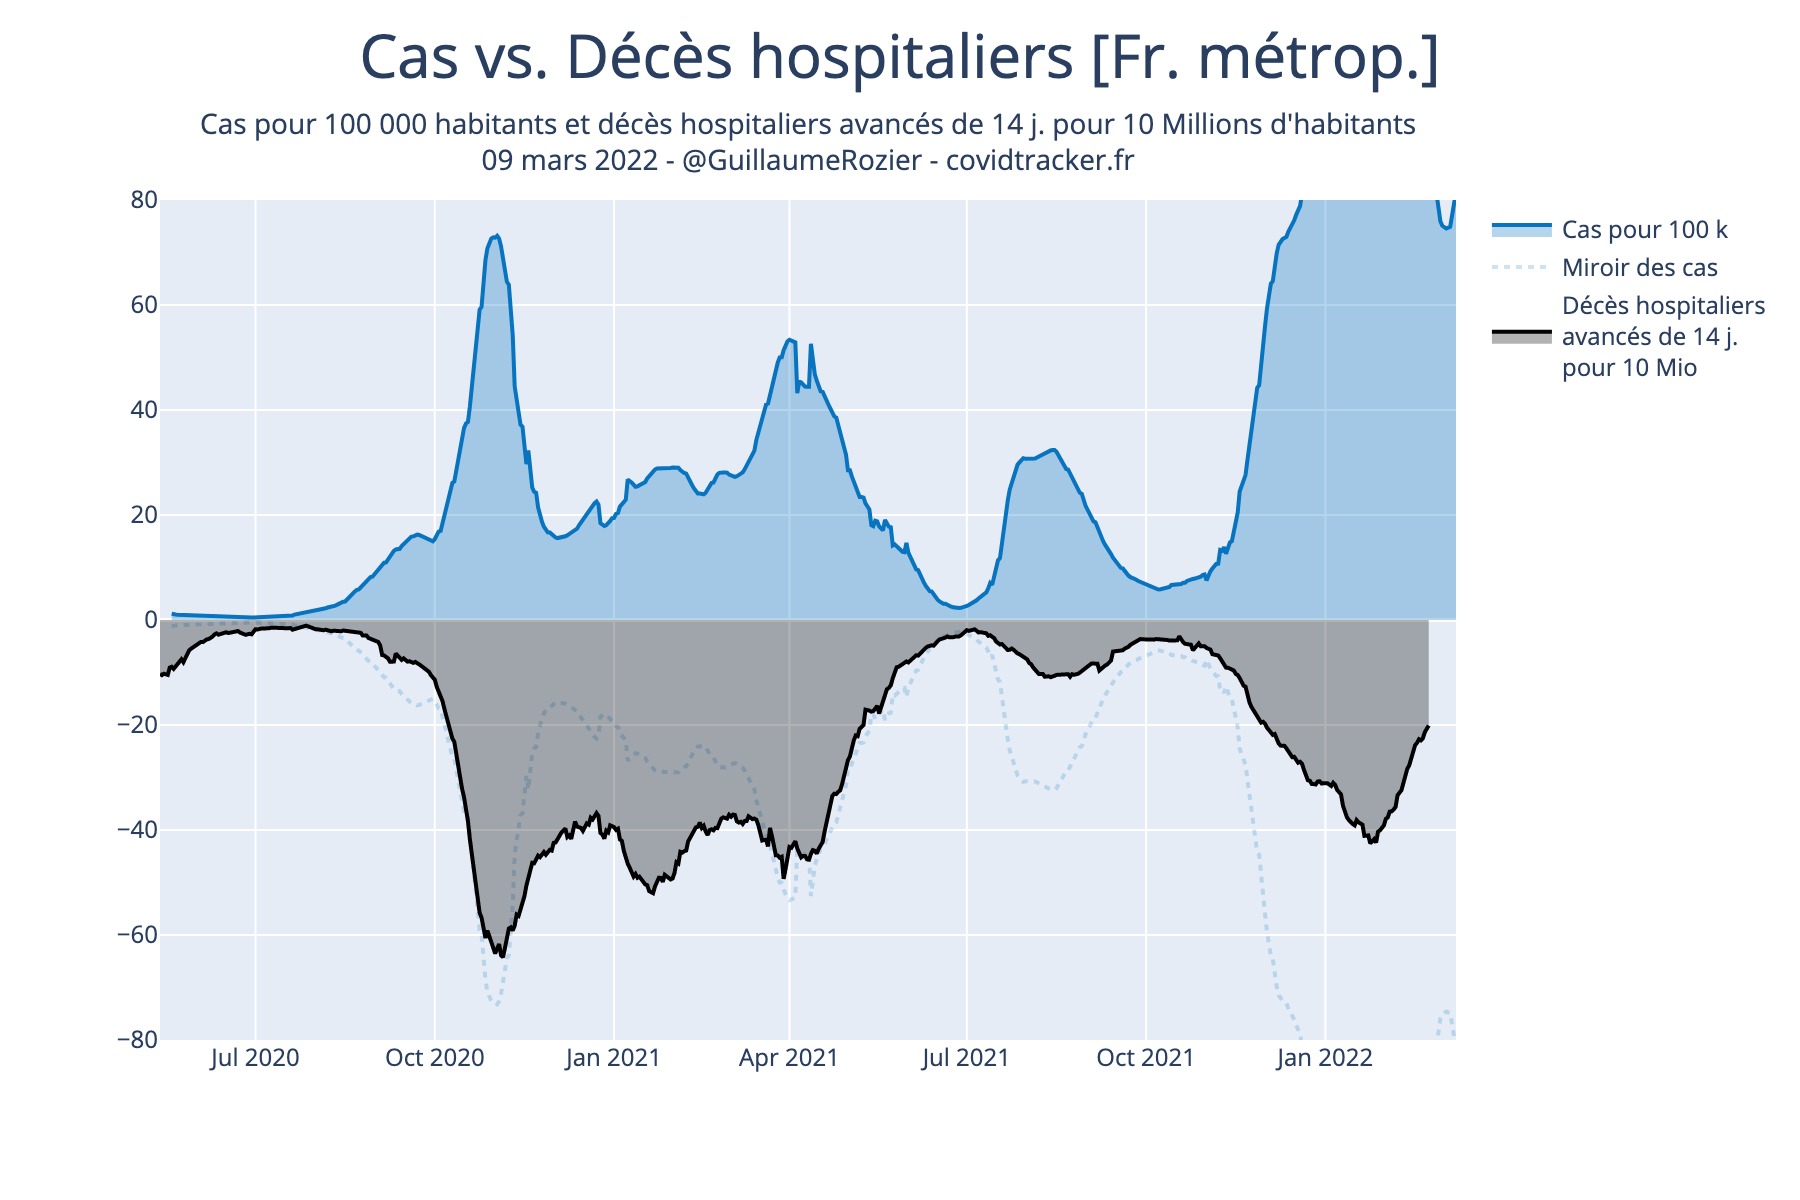 Cas vs. Décès hospitaliers [Fr. métrop.]
Cas pour 100 000 habitants et décès hospitaliers avancés de 14 j. pour 10 Millions d'habitants
09 mars 2022 - @GuillaumeRozier - covidtracker.fr
80
60
40
20
0
−20
−40
−60
−80
Jul 2020
Oct 2020
Jan 2021
Apr 2021
Jul 2021
Oct 2021
Jan 2022
Cas pour 100 k
Miroir des cas
Décès hospitaliers
avancés de 14 j.
pour 10 Mio